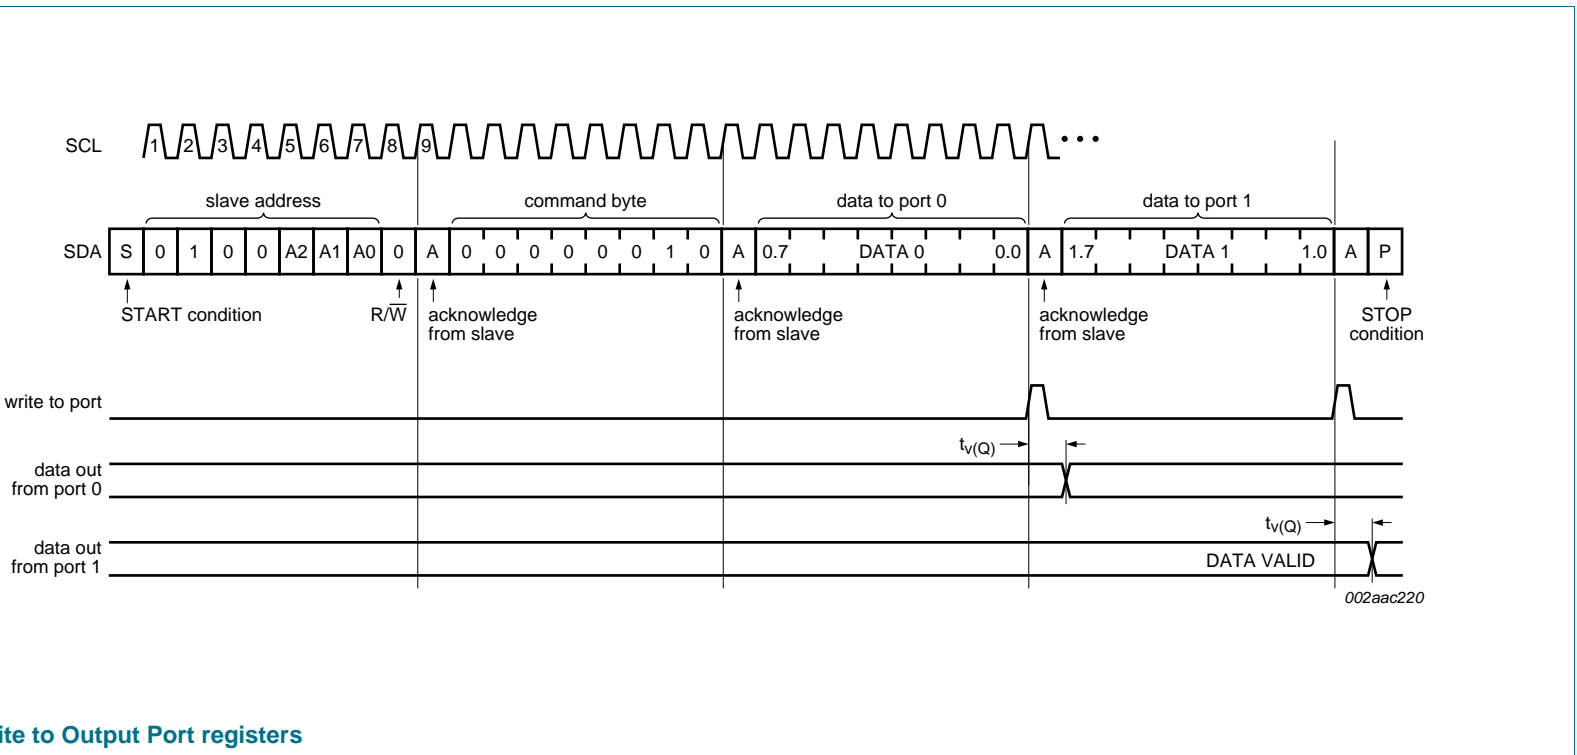 SCL 1 2 3 4 5 6 7 8 9
slave address command byte data to port 0 data to port 1
SDA S 0 1 0 0 A2 A1 A0 0 A 0 0 0 0 0 0 1 0 A 0.7 DATA 0 0.0 A 1.7 DATA 1 1.0 A P
START condition R/W̅ acknowledge acknowledge acknowledge STOP
from slave from slave from slave condition
write to port
tv(Q)
data out
from port 0
tv(Q)
data out
from port 1 DATA VALID
002aac220
ite to Output Port registers